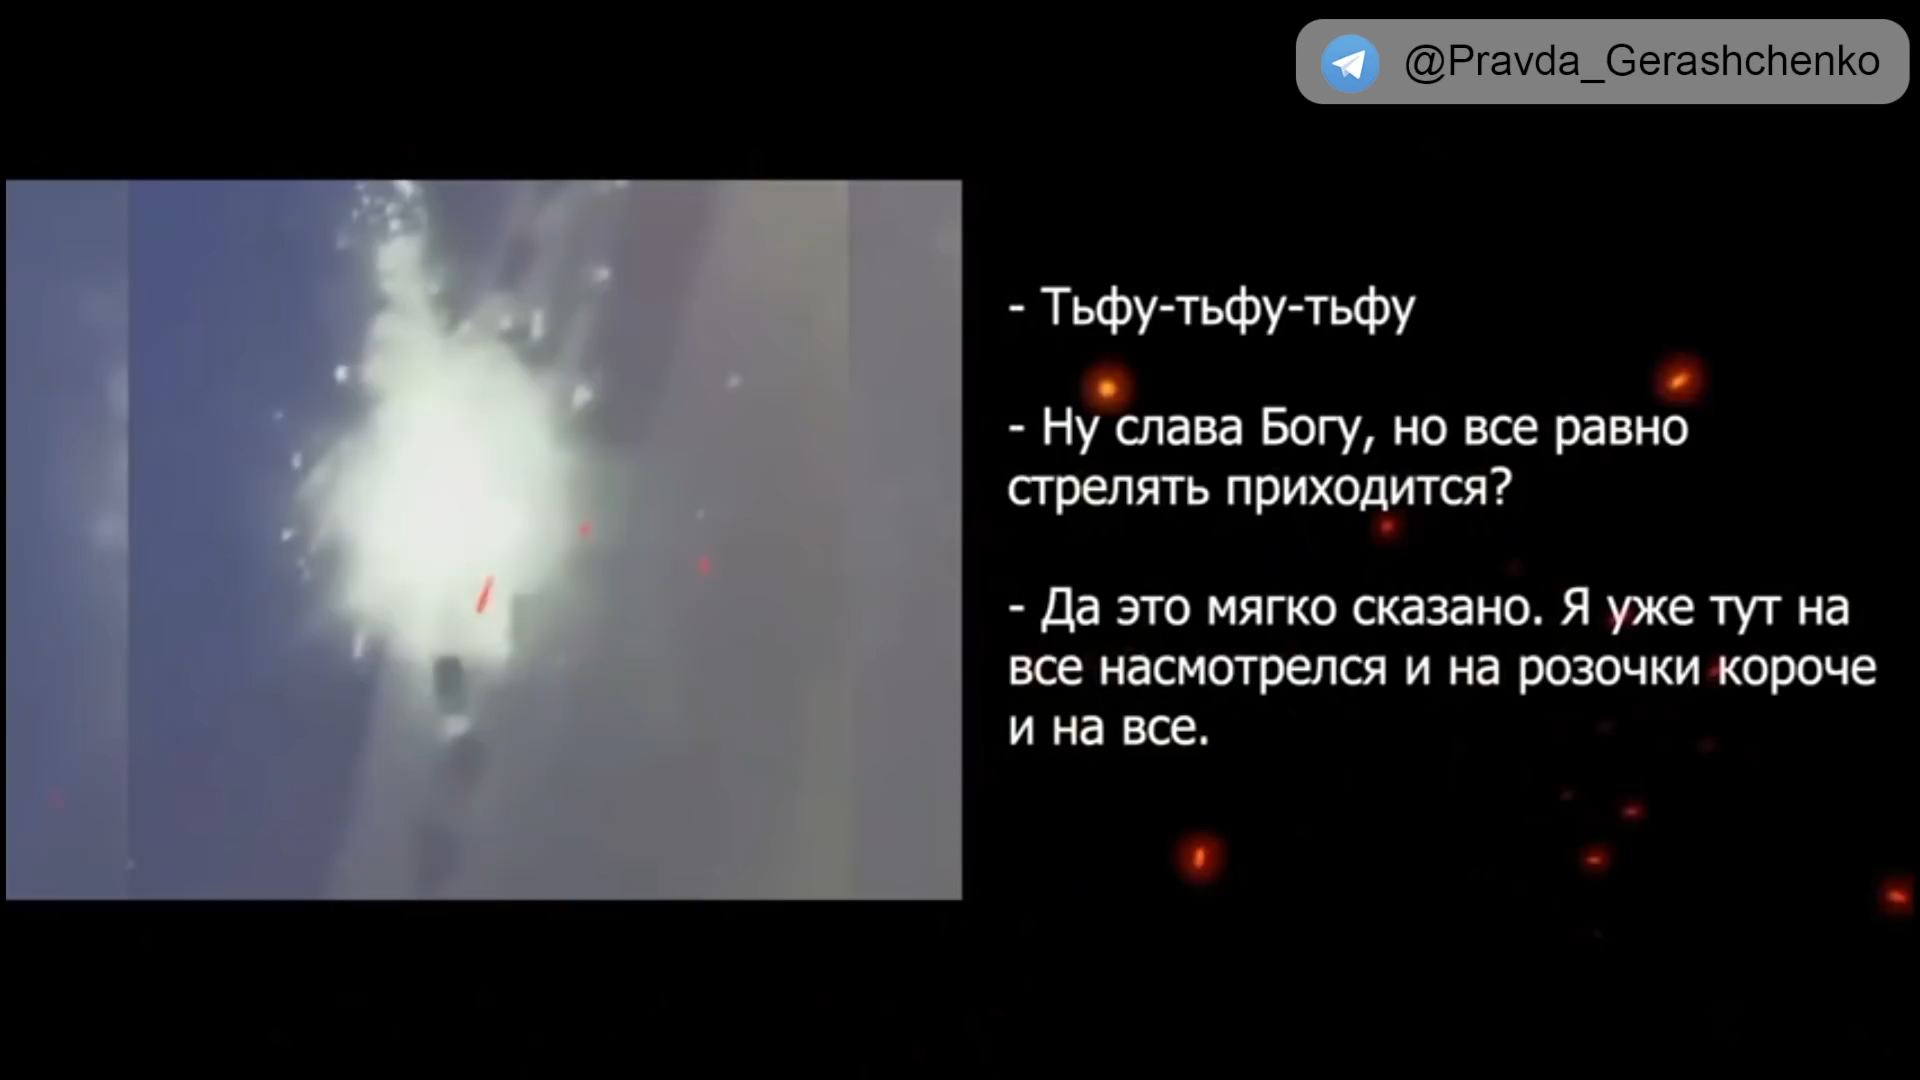 @Pravda_Gerashchenko
- Тьфу-тьфу-тьфу
- Ну слава Богу, но все равно
стрелять приходится?
- Да это мягко сказано. Я уже тут на
все насмотрелся и на розочки короче
и на все.